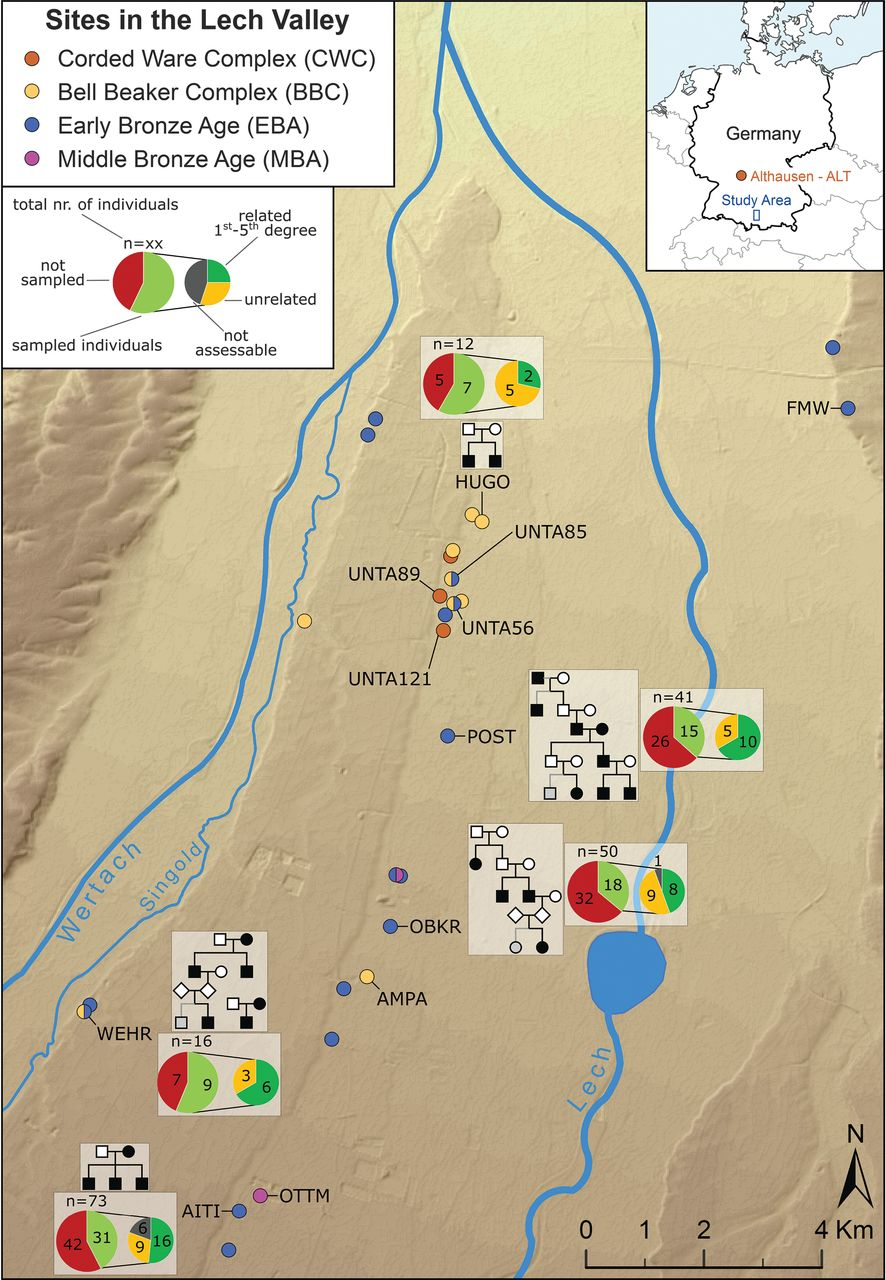 Sites in the Lech Valley
Corded Ware Complex (CWC)
Bell Beaker Complex (BBC)
Early Bronze Age (EBA)
Middle Bronze Age (MBA)
total nr. of individuals
n=xx
related
1st-5th degree
not
sampled
unrelated
sampled individuals
not
assessable
Germany
Althausen - ALT
Study Area
n=12
5
7
5
2
FMW
HUGO
UNTA85
UNTA89
UNTA56
UNTA121
POST
n=41
26
15
5
10
n=50
32
18
1
9
8
OBKR
AMPA
Wertach
Singold
WEHR
n=16
7
9
3
6
Lech
n=73
42
31
6
9
16
AITI
OTTM
N
0 1 2 4 Km